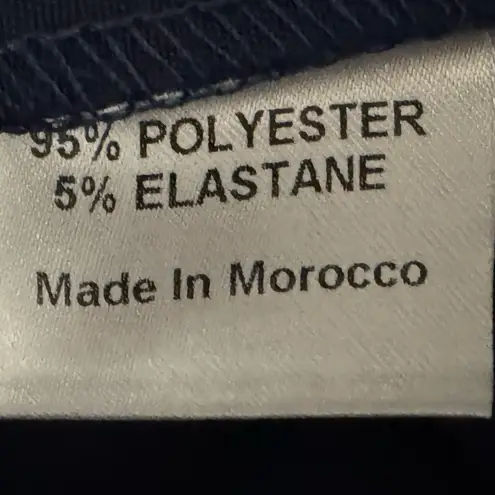 95% POLYESTER
5% ELASTANE
Made In Morocco